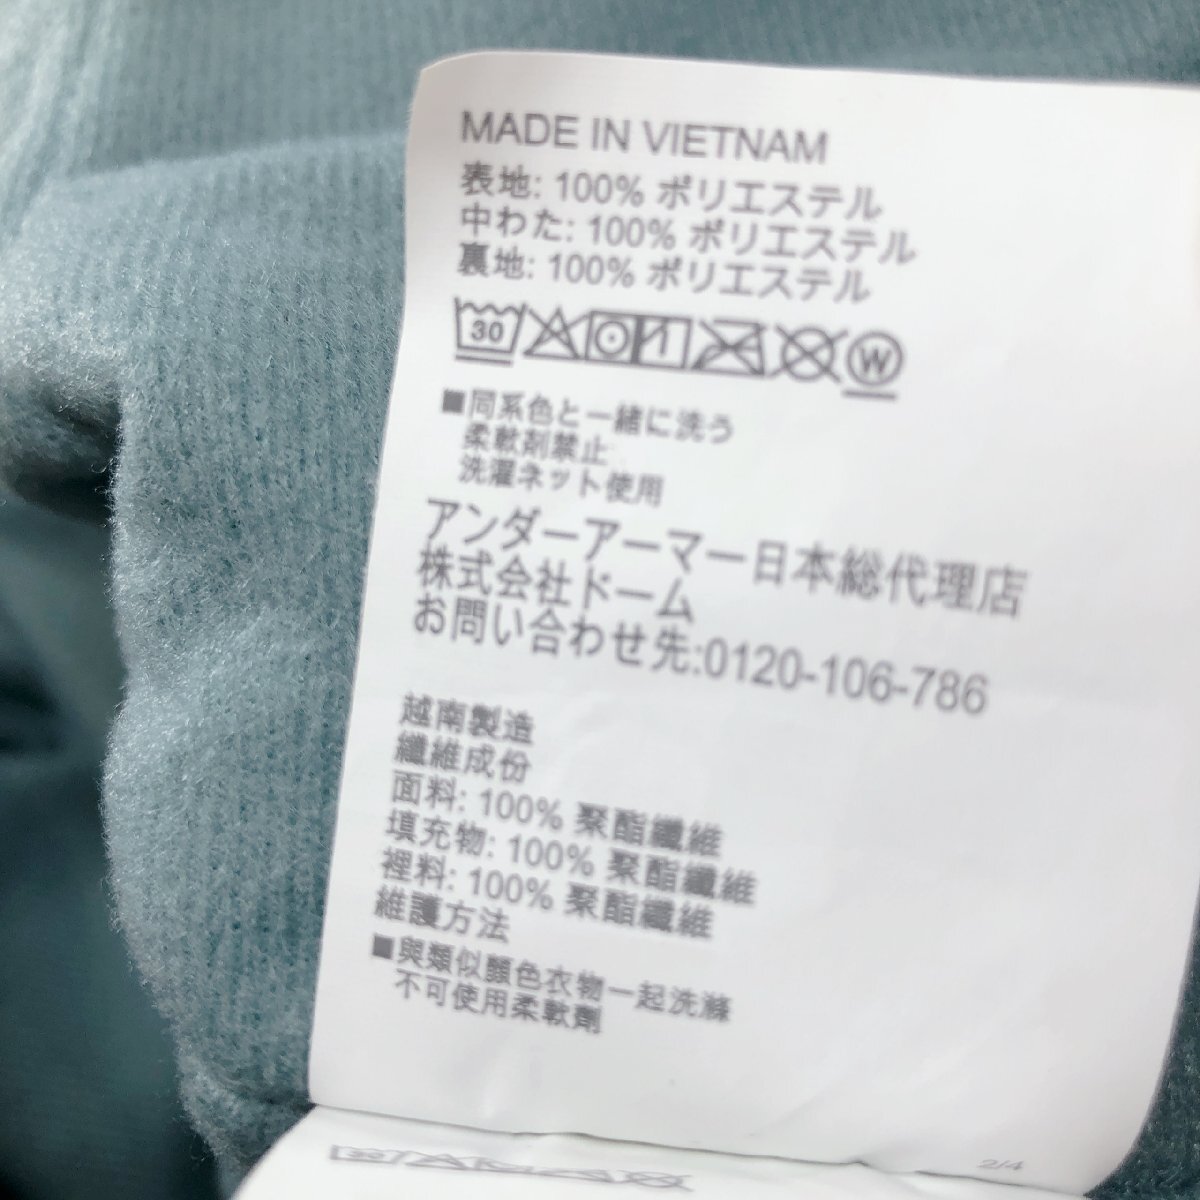 MADE IN VIETNAM
表地: 100% ポリエステル
中わた: 100% ポリエステル
裏地: 100% ポリエステル
30 W
■同系色と一緒に洗う
柔軟剤禁止
洗濯ネット使用
アンダーアーマー日本総代理店
株式会社ドーム
お問い合わせ先:0120-106-786
越南製造
纖維成份
面料: 100% 聚酯纖維
填充物: 100% 聚酯纖維
裡料: 100% 聚酯纖維
維護方法
■與類似顏色衣物一起洗滌
不可使用柔軟劑
2/4
30